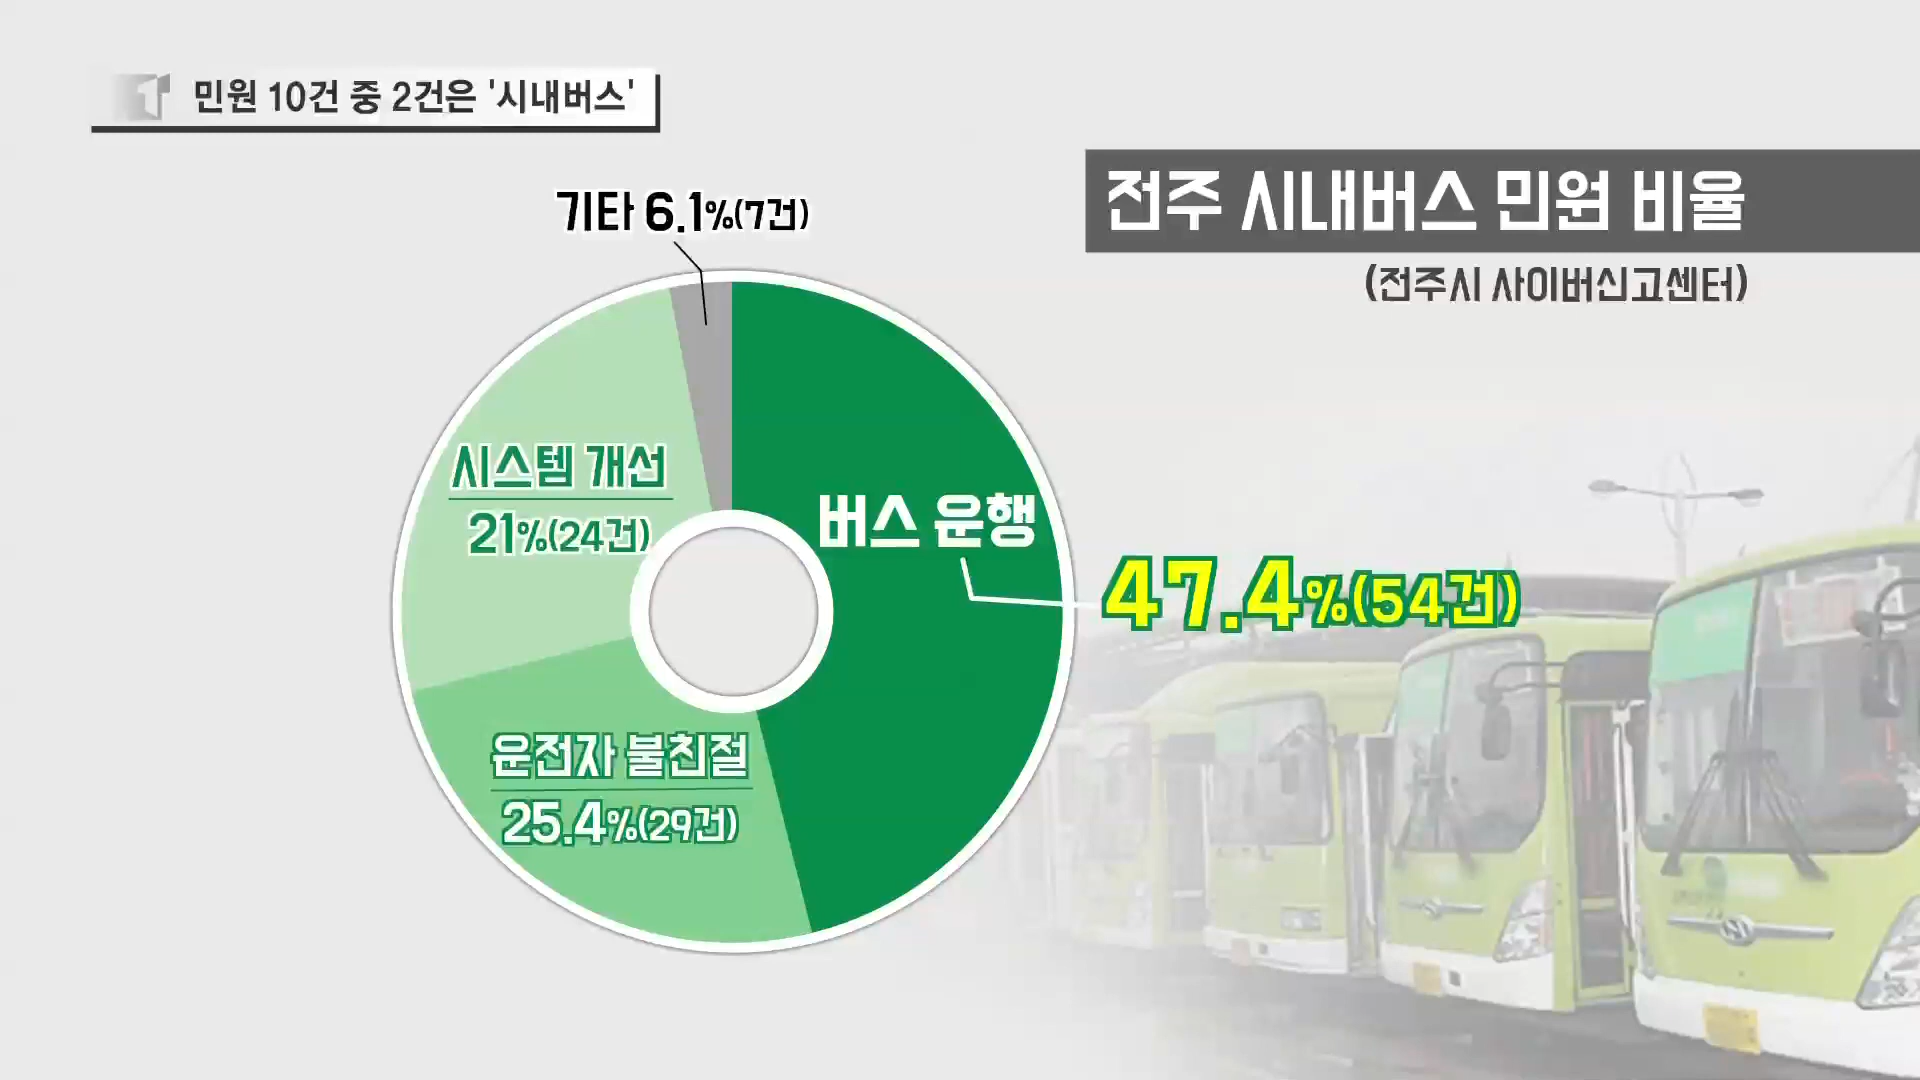 민원 10건 중 2건은 '시내버스'
전주 시내버스 민원 비율
(전주시 사이버신고센터)
기타 6.1%(7건)
시스템 개선
21%(24건)
버스 운행
47.4%(54건)
운전자 불친절
25.4%(29건)